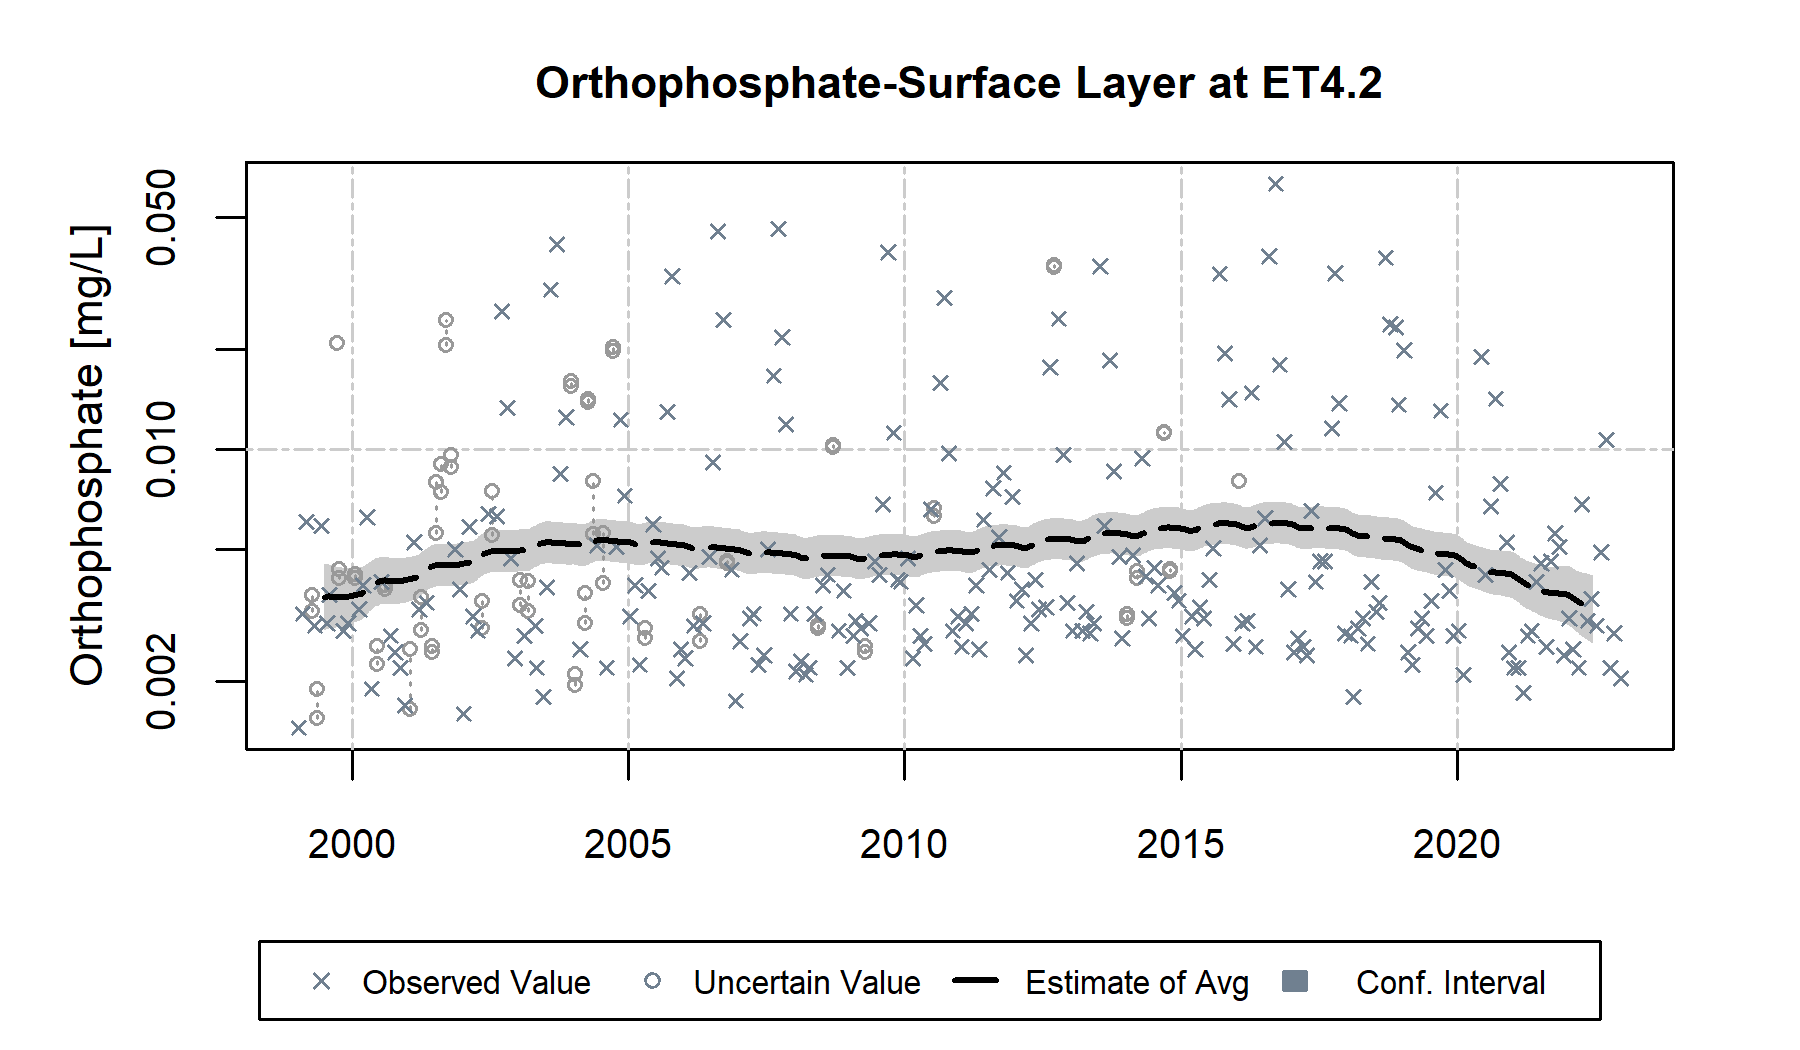 Orthophosphate-Surface Layer at ET4.2
Orthophosphate [mg/L]
0.050
0.010
0.002
2000 2005 2010 2015 2020
Observed Value Uncertain Value Estimate of Avg Conf. Interval